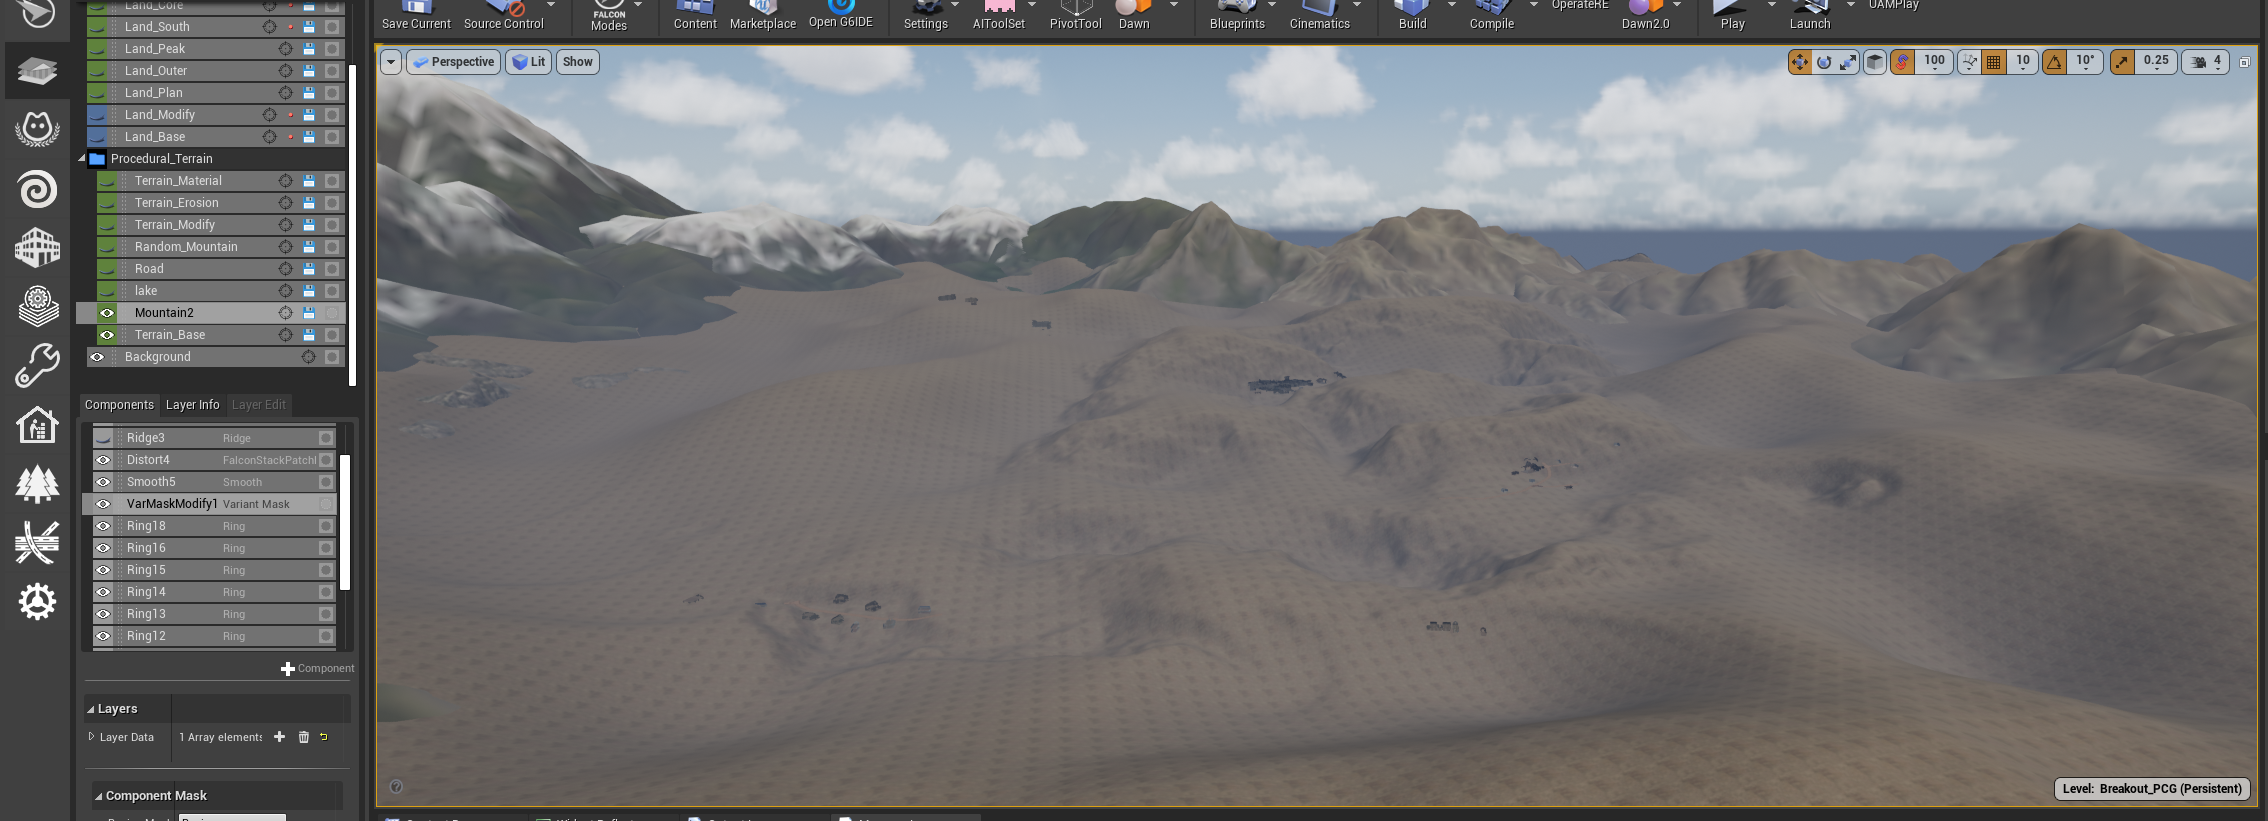 Save Current
Source Control
FALCON
Modes
Content
Marketplace
Open G6IDE
Settings
AIToolSet
PivotTool
Dawn
Blueprints
Cinematics
Build
Compile
OperateRE
Dawn2.0
Play
Launch
UAMPlay
Land_Core
Land_South
Land_Peak
Land_Outer
Land_Plan
Land_Modify
Land_Base
Procedural_Terrain
Terrain_Material
Terrain_Erosion
Terrain_Modify
Random_Mountain
Road
lake
Mountain2
Terrain_Base
Background
Components Layer Info Layer Edit
Ridge3 Ridge
Distort4 FalconStackPatchI
Smooth5 Smooth
VarMaskModify1 Variant Mask
Ring18 Ring
Ring16 Ring
Ring15 Ring
Ring14 Ring
Ring13 Ring
Ring12 Ring
Component
Layers
Layer Data 1 Array elements
Component Mask
Perspective Lit Show
100 10 10° 0.25 4
Level: Breakout_PCG (Persistent)